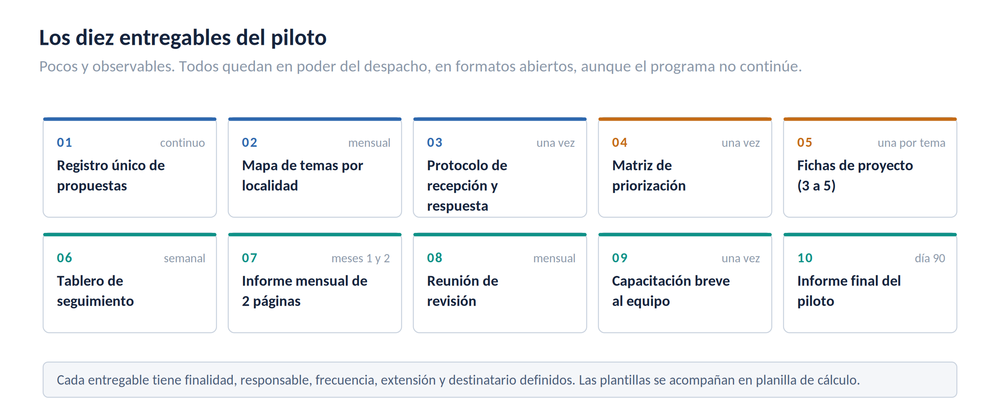 Los diez entregables del piloto
Pocos y observables. Todos quedan en poder del despacho, en formatos abiertos, aunque el programa no continúe.
01 continuo
Registro único de
propuestas
02 mensual
Mapa de temas por
localidad
03 una vez
Protocolo de
recepción y
respuesta
04 una vez
Matriz de
priorización
05 una por tema
Fichas de proyecto
(3 a 5)
06 semanal
Tablero de
seguimiento
07 meses 1 y 2
Informe mensual de
2 páginas
08 mensual
Reunión de
revisión
09 una vez
Capacitación breve
al equipo
10 día 90
Informe final del
piloto
Cada entregable tiene finalidad, responsable, frecuencia, extensión y destinatario definidos. Las plantillas se acompañan en planilla de cálculo.